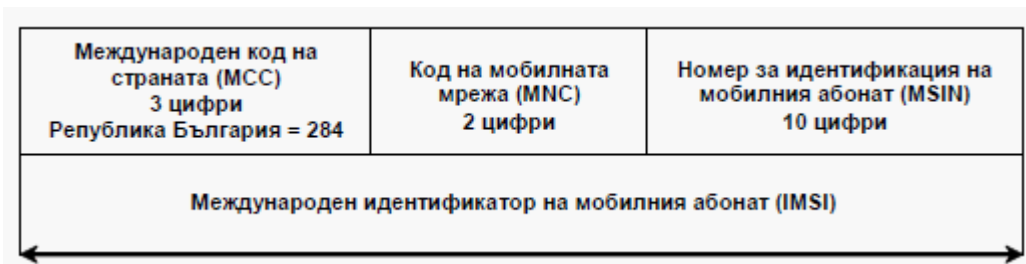 Международен код на
страната (MCC)
3 цифри
Република България = 284
Код на мобилната
мрежа (MNC)
2 цифри
Номер за идентификация на
мобилния абонат (MSIN)
10 цифри
Международен идентификатор на мобилния абонат (IMSI)